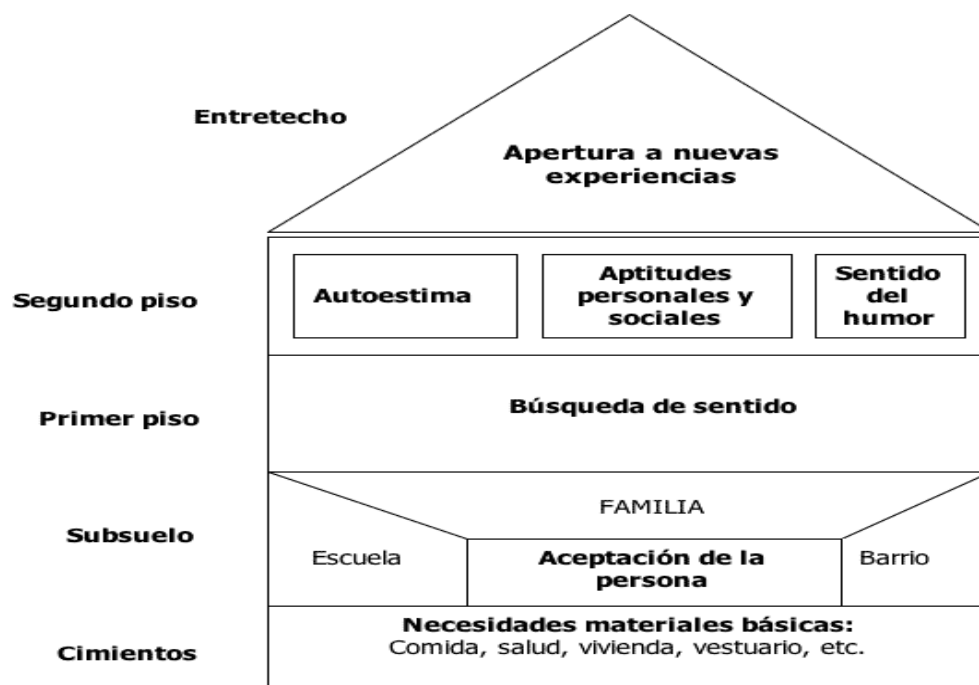 Entretecho
Apertura a nuevas
experiencias
Segundo piso
Autoestima
Aptitudes
personales y
sociales
Sentido
del
humor
Primer piso
Búsqueda de sentido
Subsuelo
FAMILIA
Escuela
Aceptación de la
persona
Barrio
Cimientos
Necesidades materiales básicas:
Comida, salud, vivienda, vestuario, etc.